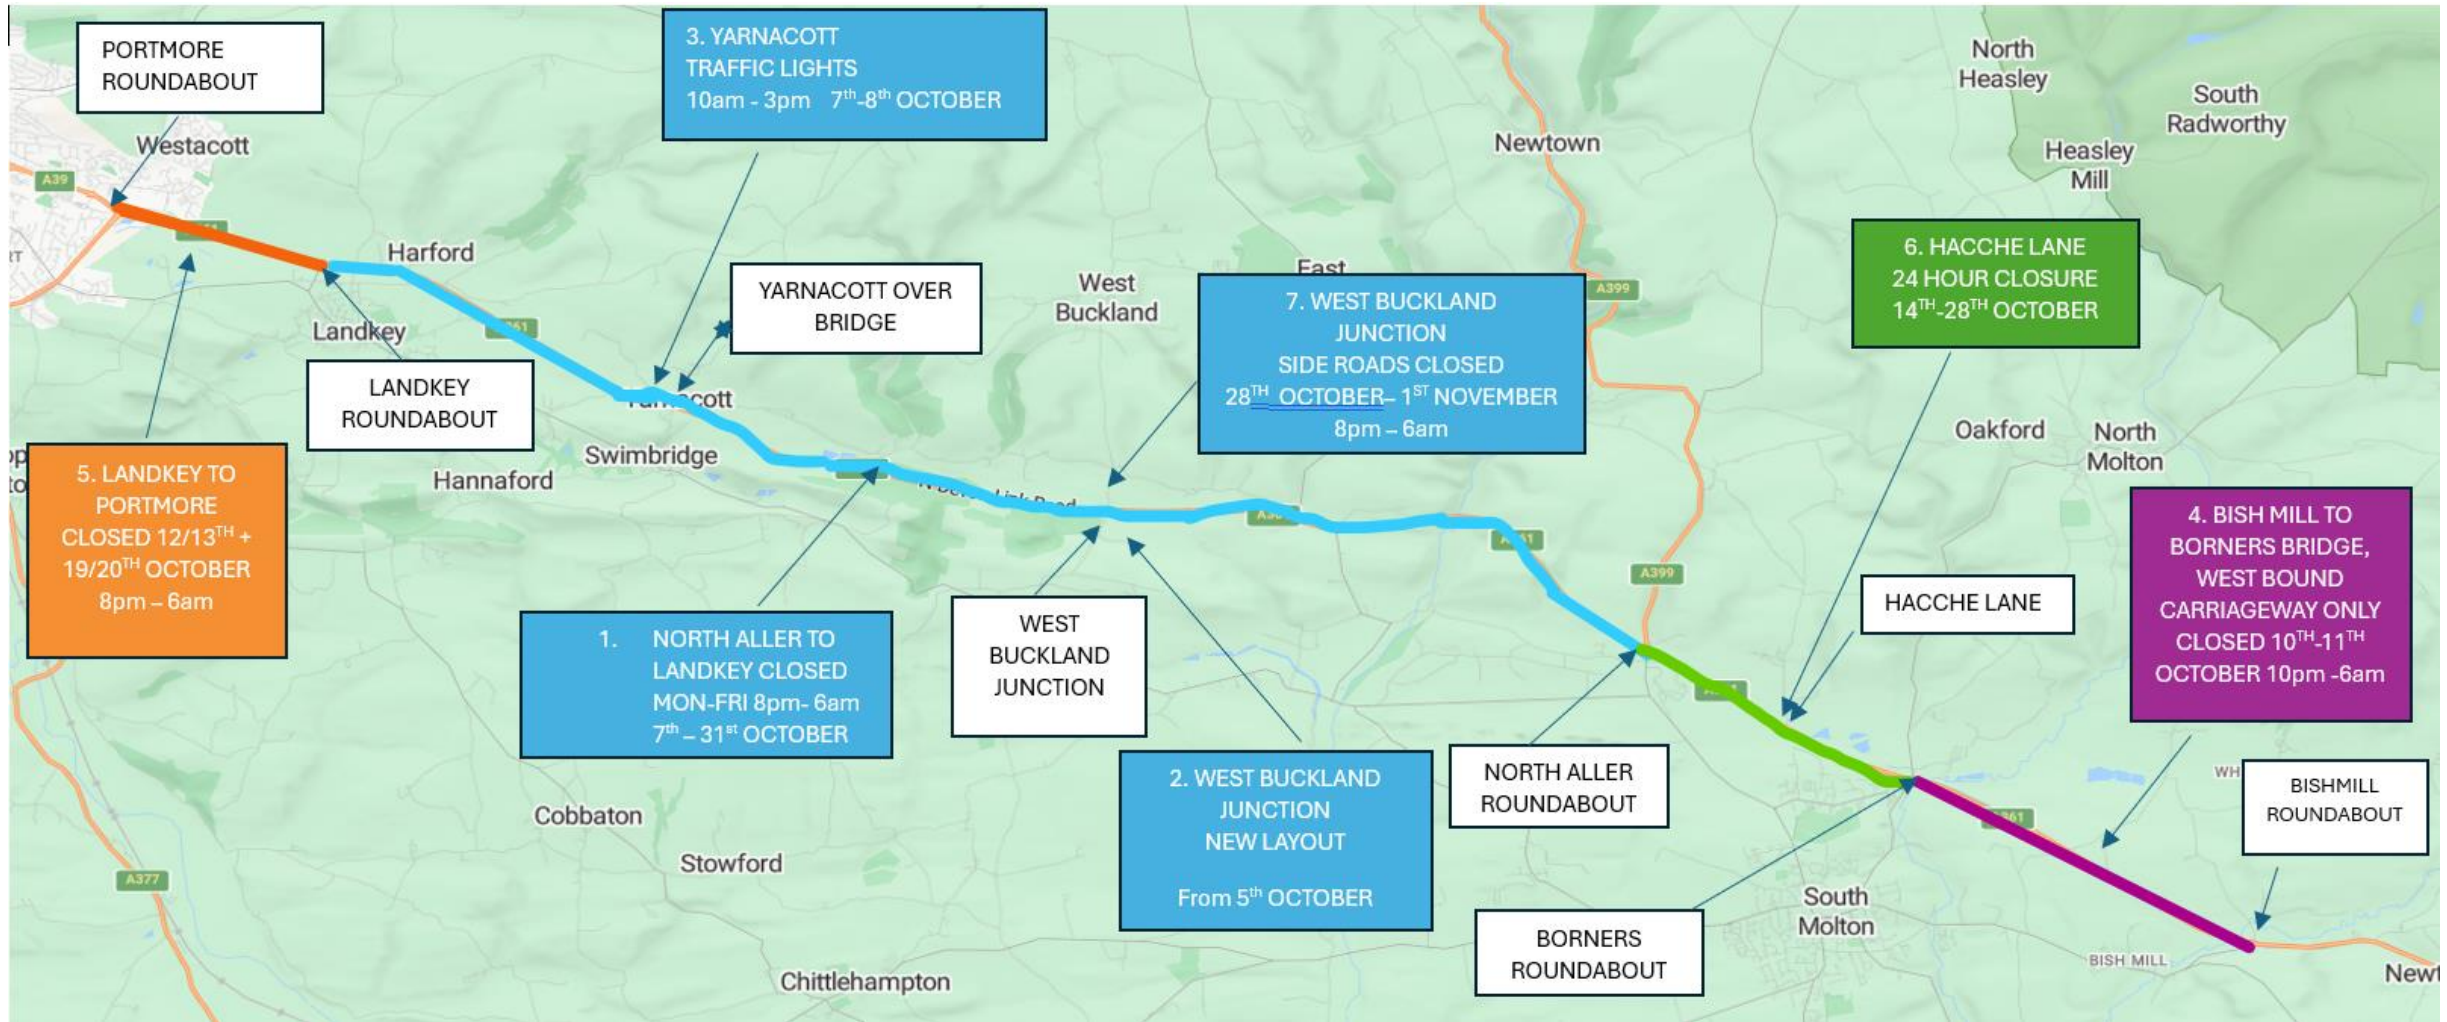 PORTMORE
ROUNDABOUT
3. YARNACOTT
TRAFFIC LIGHTS
10am - 3pm 7th-8th OCTOBER
North
Heasley
South
Radworthy
Newtown
Heasley
Mill
Westacott
A39
Harford
West
Buckland
East
A399
YARNACOTT OVER
BRIDGE
7. WEST BUCKLAND
JUNCTION
SIDE ROADS CLOSED
28TH OCTOBER– 1ST NOVEMBER
8pm – 6am
6. HACCHE LANE
24 HOUR CLOSURE
14TH-28TH OCTOBER
Landkey
LANDKEY
ROUNDABOUT
Swimbridge
Hannaford
Oakford
North
Molton
5. LANDKEY TO
PORTMORE
CLOSED 12/13TH +
19/20TH OCTOBER
8pm – 6am
4. BISH MILL TO
BORNERS BRIDGE,
WEST BOUND
CARRIAGEWAY ONLY
CLOSED 10TH-11TH
OCTOBER 10pm -6am
A399
HACCHE LANE
1. NORTH ALLER TO
LANDKEY CLOSED
MON-FRI 8pm- 6am
7th – 31st OCTOBER
WEST
BUCKLAND
JUNCTION
2. WEST BUCKLAND
JUNCTION
NEW LAYOUT
From 5th OCTOBER
NORTH ALLER
ROUNDABOUT
BISHMILL
ROUNDABOUT
Cobbaton
Stowford
A377
South
Molton
BORNERS
ROUNDABOUT
BISH MILL
Chittlehampton